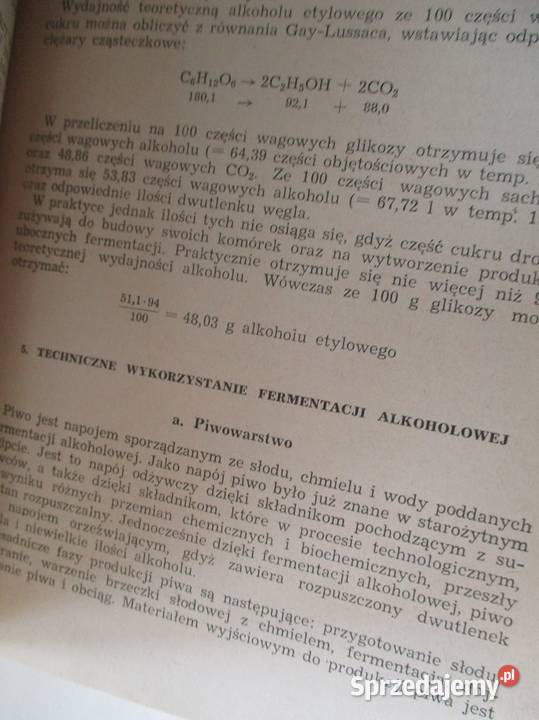 Wydajność teoretyczną alkoholu etylowego ze 100 części
cukru można obliczyć z równania Gay-Lussaca, wstawiając odp
ciężary cząsteczkowe:
C₆H₁₂O₆ → 2C₂H₅OH + 2CO₂
180,1 → 92,1 + 88,0
W przeliczeniu na 100 części wagowych glikozy otrzymuje się
części wagowych alkoholu (= 64,39 części objętościowych w temp.
oraz 48,86 części wagowych CO₂. Ze 100 części wagowych sach
otrzyma się 53,83 części wagowych alkoholu (= 67,72 l w temp. 1
oraz odpowiednie ilości dwutlenku węgla.
W praktyce jednak ilości tych nie osiąga się, gdyż część cukru dro
zużywają do budowy swoich komórek oraz na wytworzenie produk
ubocznych fermentacji. Praktycznie otrzymuje się nie więcej niż 9
teoretycznej wydajności alkoholu. Wówczas ze 100 g glikozy mo
otrzymać:
51,1·94
100
= 48,03 g alkoholu etylowego
5. TECHNICZNE WYKORZYSTANIE FERMENTACJI ALKOHOLOWEJ
a. Piwowarstwo
Piwo jest napojem sporządzanym ze słodu, chmielu i wody poddanych
rmentacji alkoholowej. Jako napój piwo było już znane w starożytnym
ipcie. Jest to napój odżywczy dzięki składnikom pochodzącym z su-
wców, a także dzięki składnikom, które w procesie technologicznym,
wyniku różnych przemian chemicznych i biochemicznych, przeszły
tan rozpuszczalny. Jednocześnie dzięki fermentacji alkoholowej, piwo
napojem orzeźwiającym, gdyż zawiera rozpuszczony dwutlenek
la i niewielkie ilości alkoholu.
sadnicze fazy produkcji piwa są następujące: przygotowanie słodu,
ranie, warzenie brzeczki słodowej z chmielem, fermentacja
anie piwa i obciąg. Materiałem wyjściowym do produkcji piwa jest
Sprzedajemy.pl